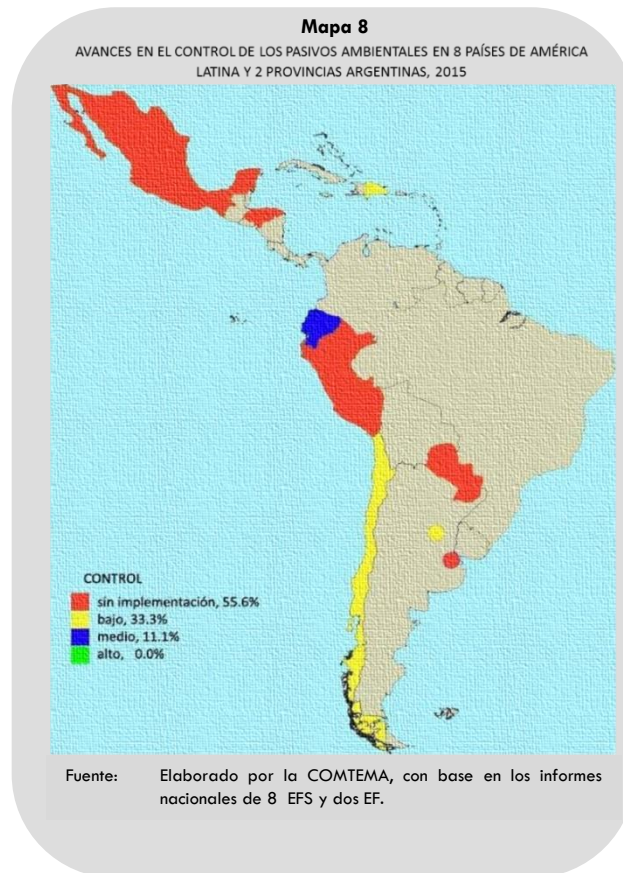 Mapa 8
AVANCES EN EL CONTROL DE LOS PASIVOS AMBIENTALES EN 8 PAÍSES DE AMÉRICA
LATINA Y 2 PROVINCIAS ARGENTINAS, 2015
CONTROL
sin implementación, 55.6%
bajo, 33.3%
medio, 11.1%
alto, 0.0%
Fuente: Elaborado por la COMTEMA, con base en los informes
nacionales de 8 EFS y dos EF.